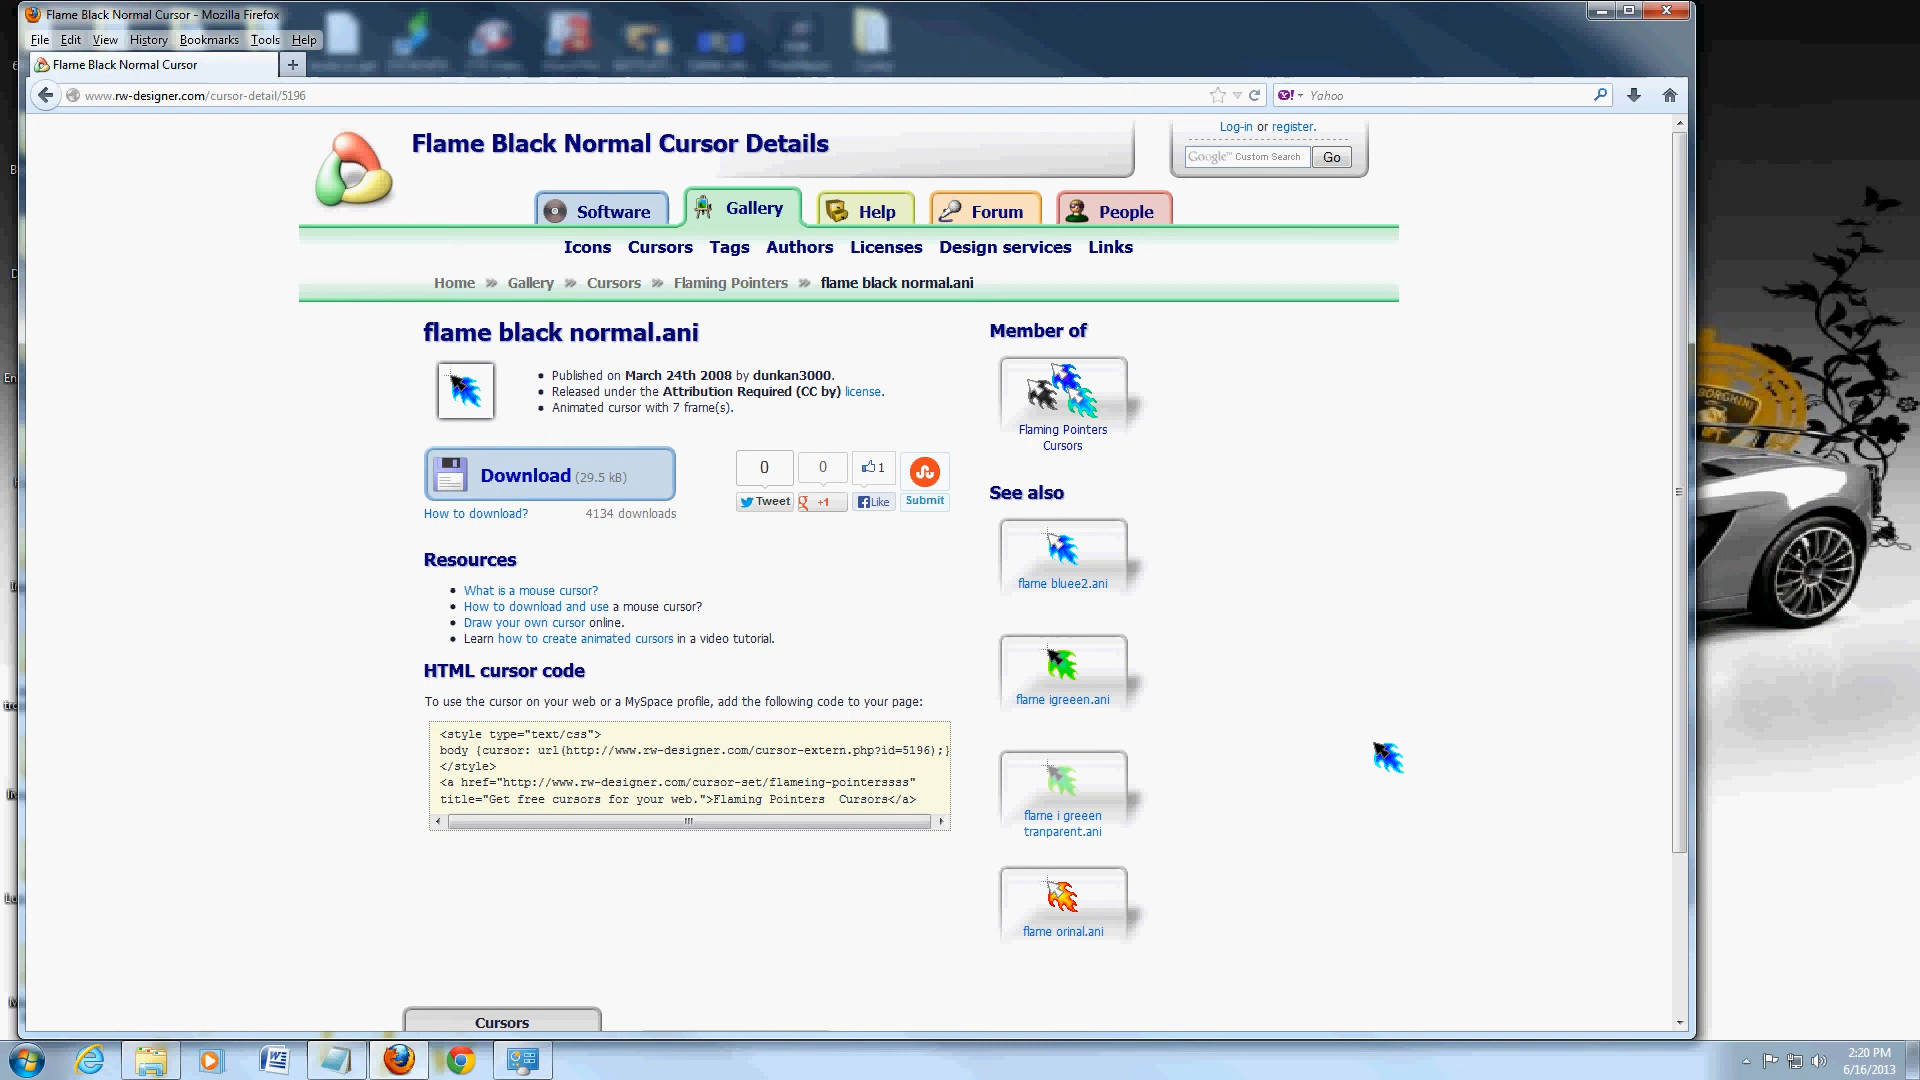 Flame Black Normal Cursor - Mozilla Firefox
File Edit View History Bookmarks Tools Help
Flame Black Normal Cursor
www.rw-designer.com/cursor-detail/5196
Yahoo
Flame Black Normal Cursor Details
Log-in or register.
Google™ Custom Search Go
Software Gallery Help Forum People
Icons Cursors Tags Authors Licenses Design services Links
Home » Gallery » Cursors » Flaming Pointers » flame black normal.ani
flame black normal.ani
Published on March 24th 2008 by dunkan3000.
Released under the Attribution Required (CC by) license.
Animated cursor with 7 frame(s).
Download (29.5 kB)
How to download? 4134 downloads
0 0 1
Tweet +1 Like Submit
Resources
What is a mouse cursor?
How to download and use a mouse cursor?
Draw your own cursor online.
Learn how to create animated cursors in a video tutorial.
HTML cursor code
To use the cursor on your web or a MySpace profile, add the following code to your page:
<style type="text/css">
body {cursor: url(http://www.rw-designer.com/cursor-extern.php?id=5196);}
</style>
<a href="http://www.rw-designer.com/cursor-set/flameing-pointerssss"
title="Get free cursors for your web.">Flaming Pointers  Cursors</a>
Member of
Flaming Pointers
Cursors
See also
flame bluee2.ani
flame igreeen.ani
flame i greeen
tranparent.ani
flame orinal.ani
Cursors
2:20 PM
6/16/2013